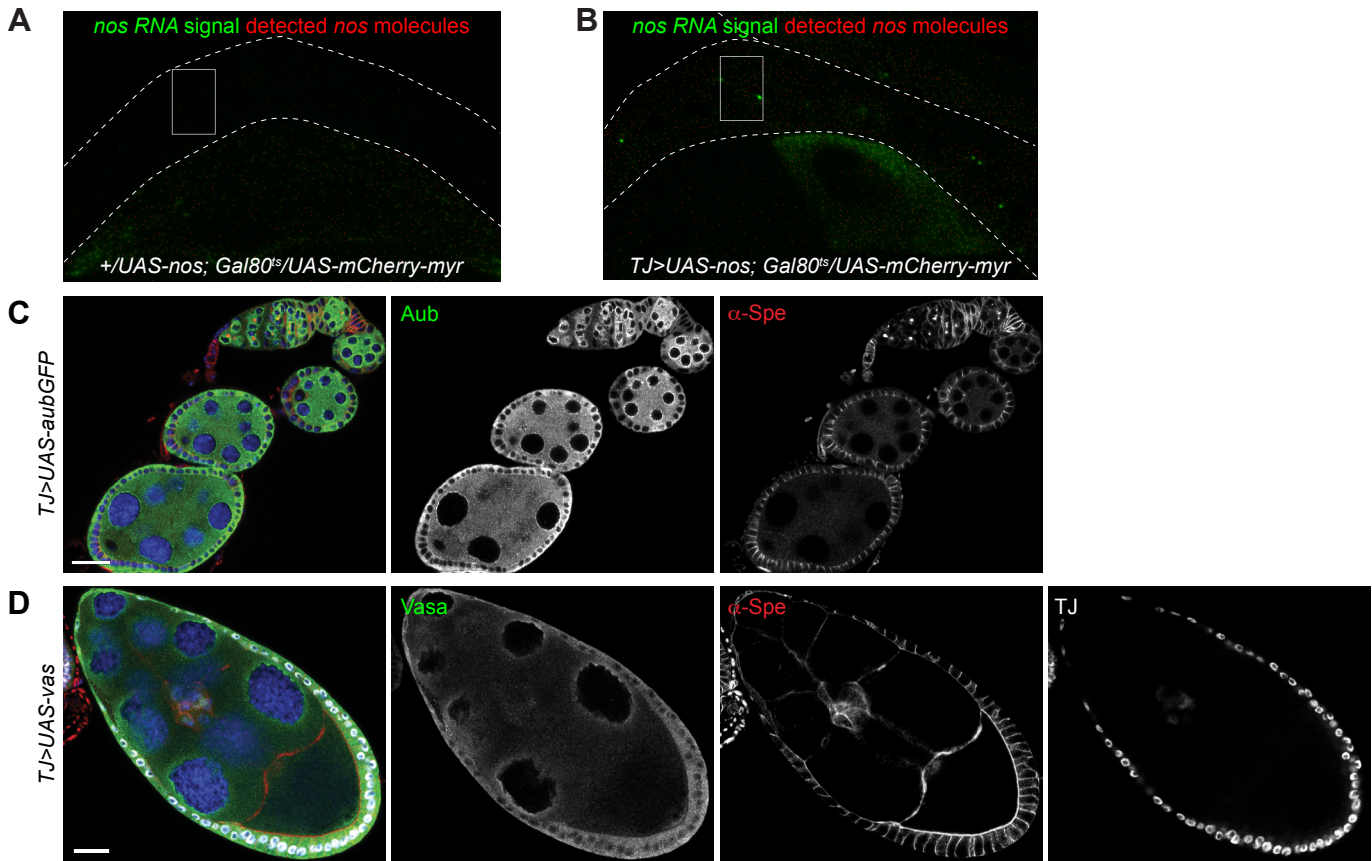 A
nos RNA signal detected nos molecules
+/UAS-nos; Gal80ts/UAS-mCherry-myr
B
nos RNA signal detected nos molecules
TJ>UAS-nos; Gal80ts/UAS-mCherry-myr
C
TJ>UAS-aubGFP
Aub
α-Spe
D
TJ>UAS-vas
Vasa
α-Spe
TJ